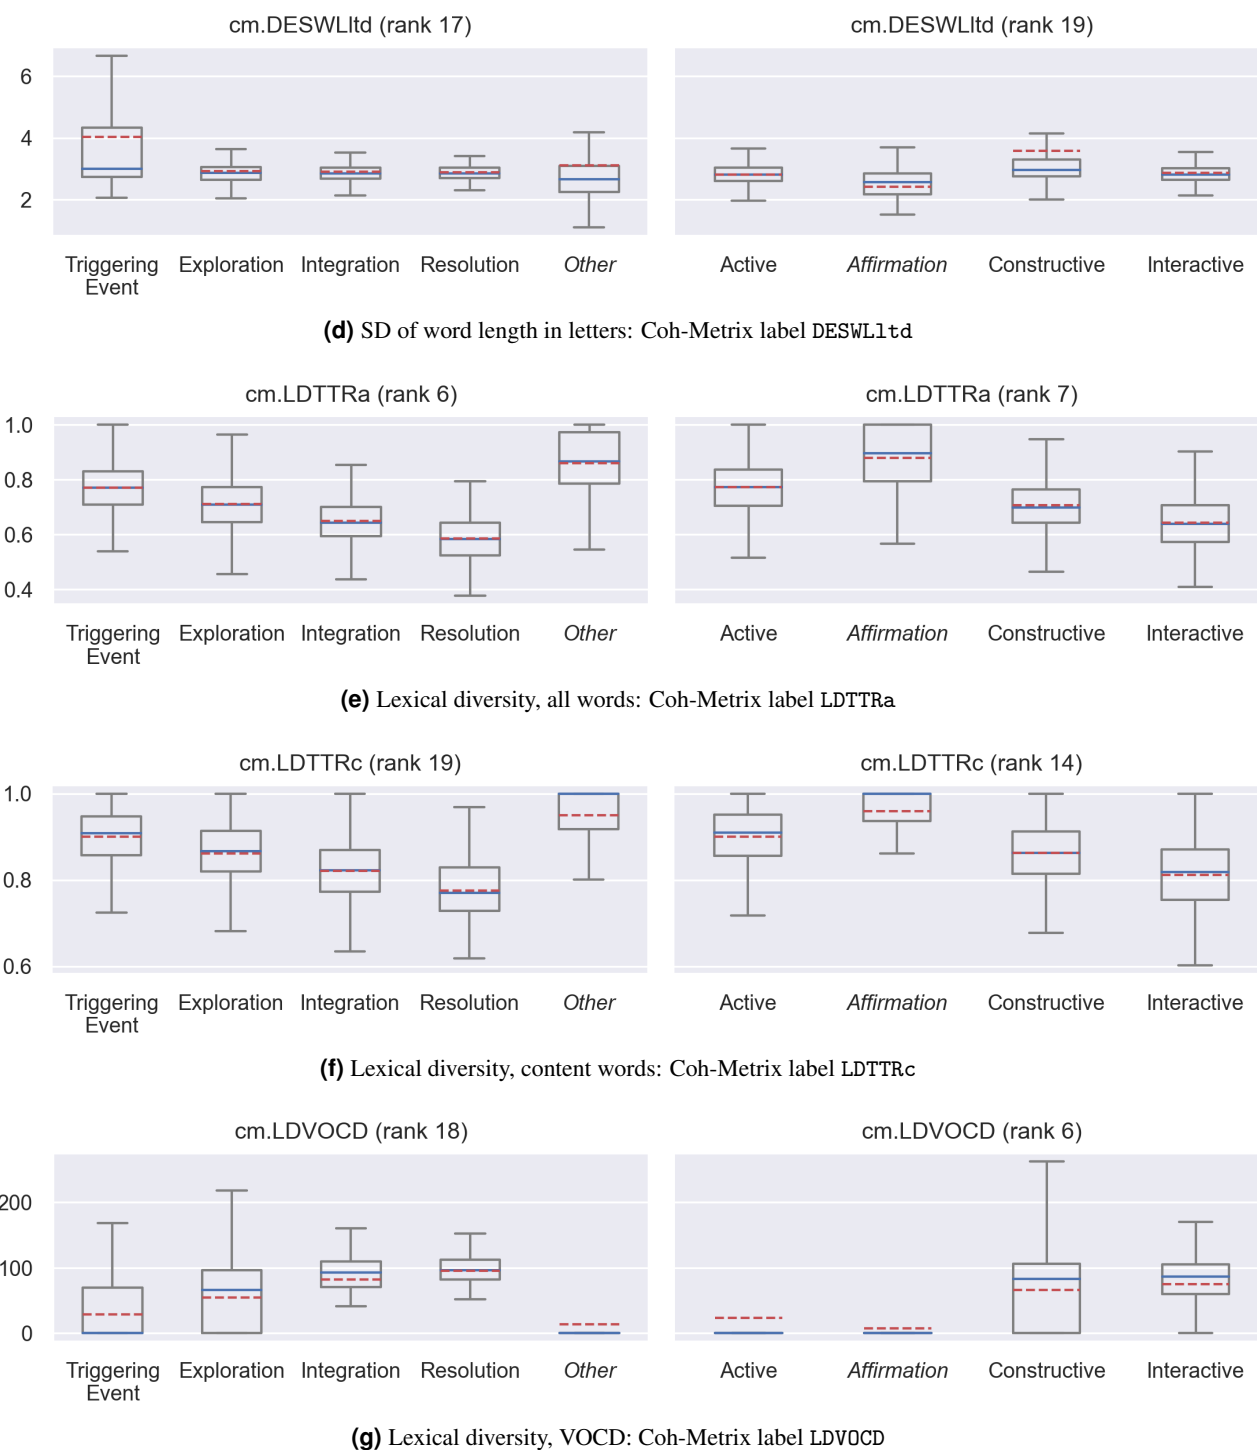 cm.DESWLltd (rank 17)
cm.DESWLltd (rank 19)
6
4
2
Triggering Event
Exploration
Integration
Resolution
Other
Active
Affirmation
Constructive
Interactive
(d) SD of word length in letters: Coh-Metrix label DESWLltd
cm.LDTTRa (rank 6)
cm.LDTTRa (rank 7)
1.0
0.8
0.6
0.4
Triggering Event
Exploration
Integration
Resolution
Other
Active
Affirmation
Constructive
Interactive
(e) Lexical diversity, all words: Coh-Metrix label LDTTRa
cm.LDTTRc (rank 19)
cm.LDTTRc (rank 14)
1.0
0.8
0.6
Triggering Event
Exploration
Integration
Resolution
Other
Active
Affirmation
Constructive
Interactive
(f) Lexical diversity, content words: Coh-Metrix label LDTTRc
cm.LDVOCD (rank 18)
cm.LDVOCD (rank 6)
200
100
0
Triggering Event
Exploration
Integration
Resolution
Other
Active
Affirmation
Constructive
Interactive
(g) Lexical diversity, VOCD: Coh-Metrix label LDVOCD